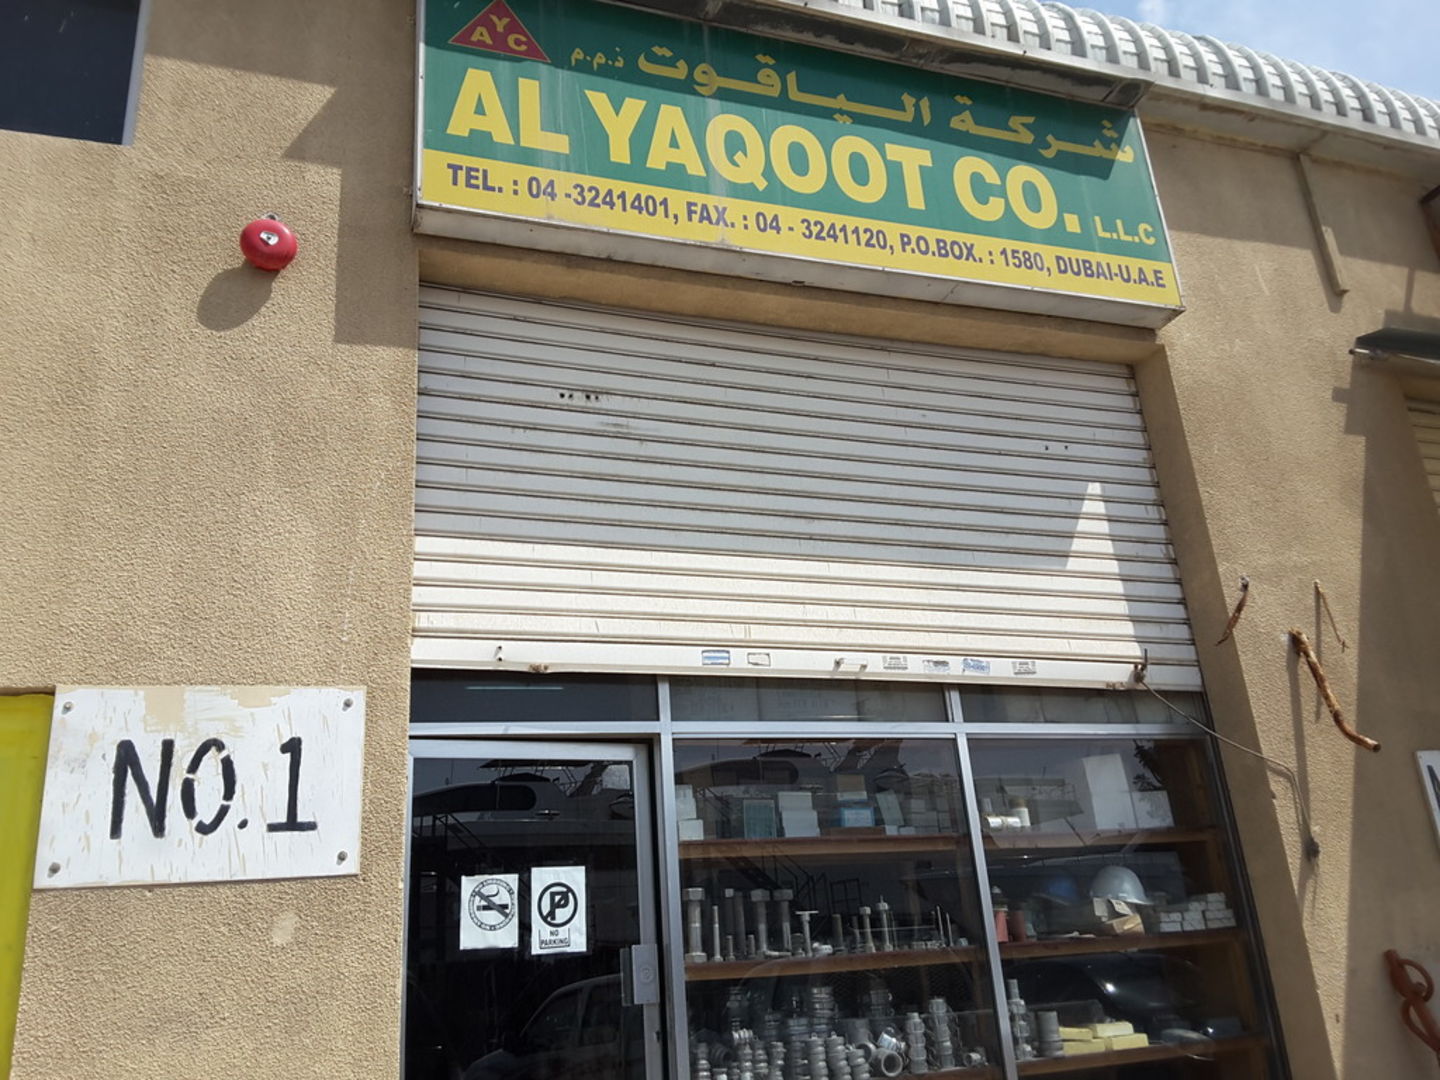 AYC
شركة الياقوت ذ.م.م
AL YAQOOT CO. L.L.C
TEL. : 04 -3241401, FAX. : 04 - 3241120, P.O.BOX. : 1580, DUBAI-U.A.E
NO.1
P
NO
PARKING